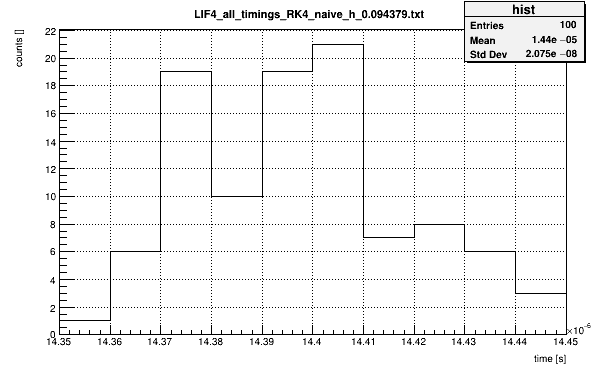 LIF4_all_timings_RK4_naive_h_0.094379.txt
hist
Entries 100
Mean 1.44e −05
Std Dev 2.075e −08
counts []
22
20
18
16
14
12
10
8
6
4
2
0
14.35 14.36 14.37 14.38 14.39 14.4 14.41 14.42 14.43 14.44 14.45
×10⁻⁶
time [s]